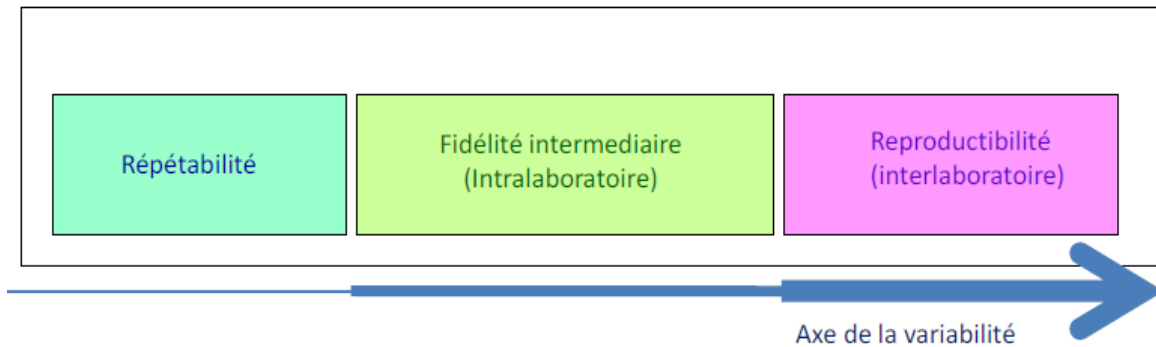 Répétabilité
Fidélité intermediaire
(Intralaboratoire)
Reproductibilité
(interlaboratoire)
Axe de la variabilité